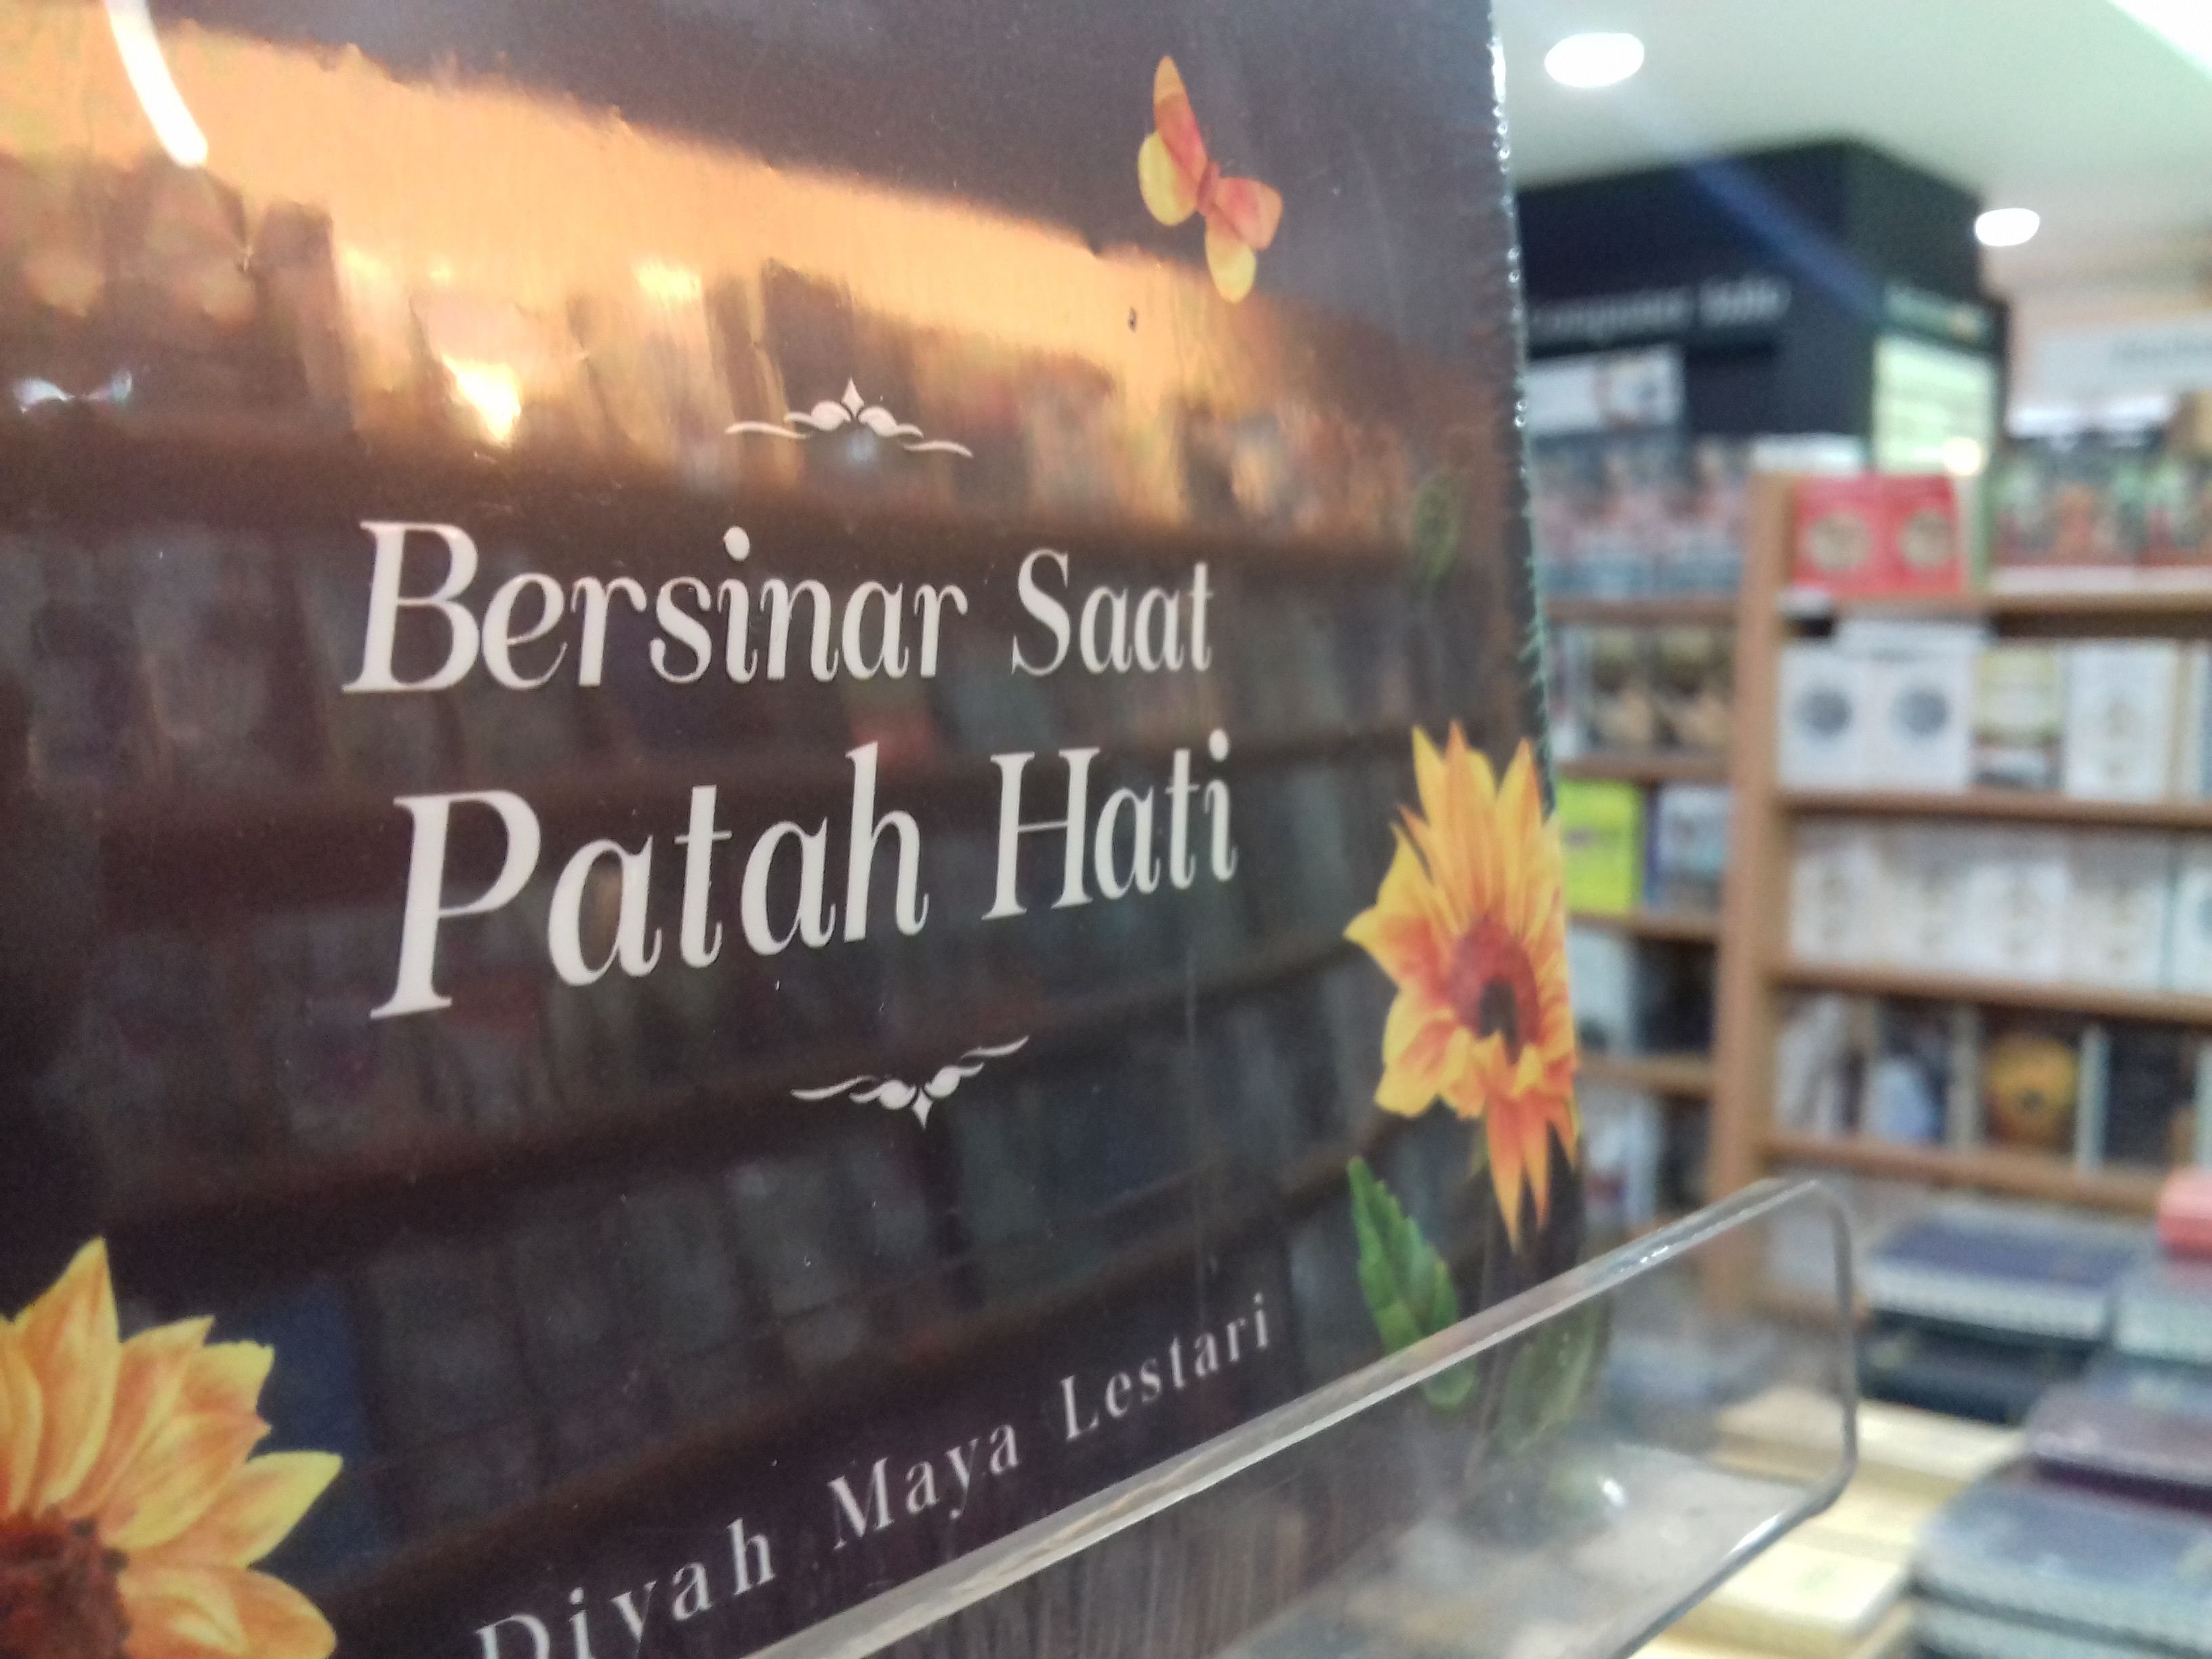 Bersinar Saat
Patah Hati
Diyah Maya Lestari